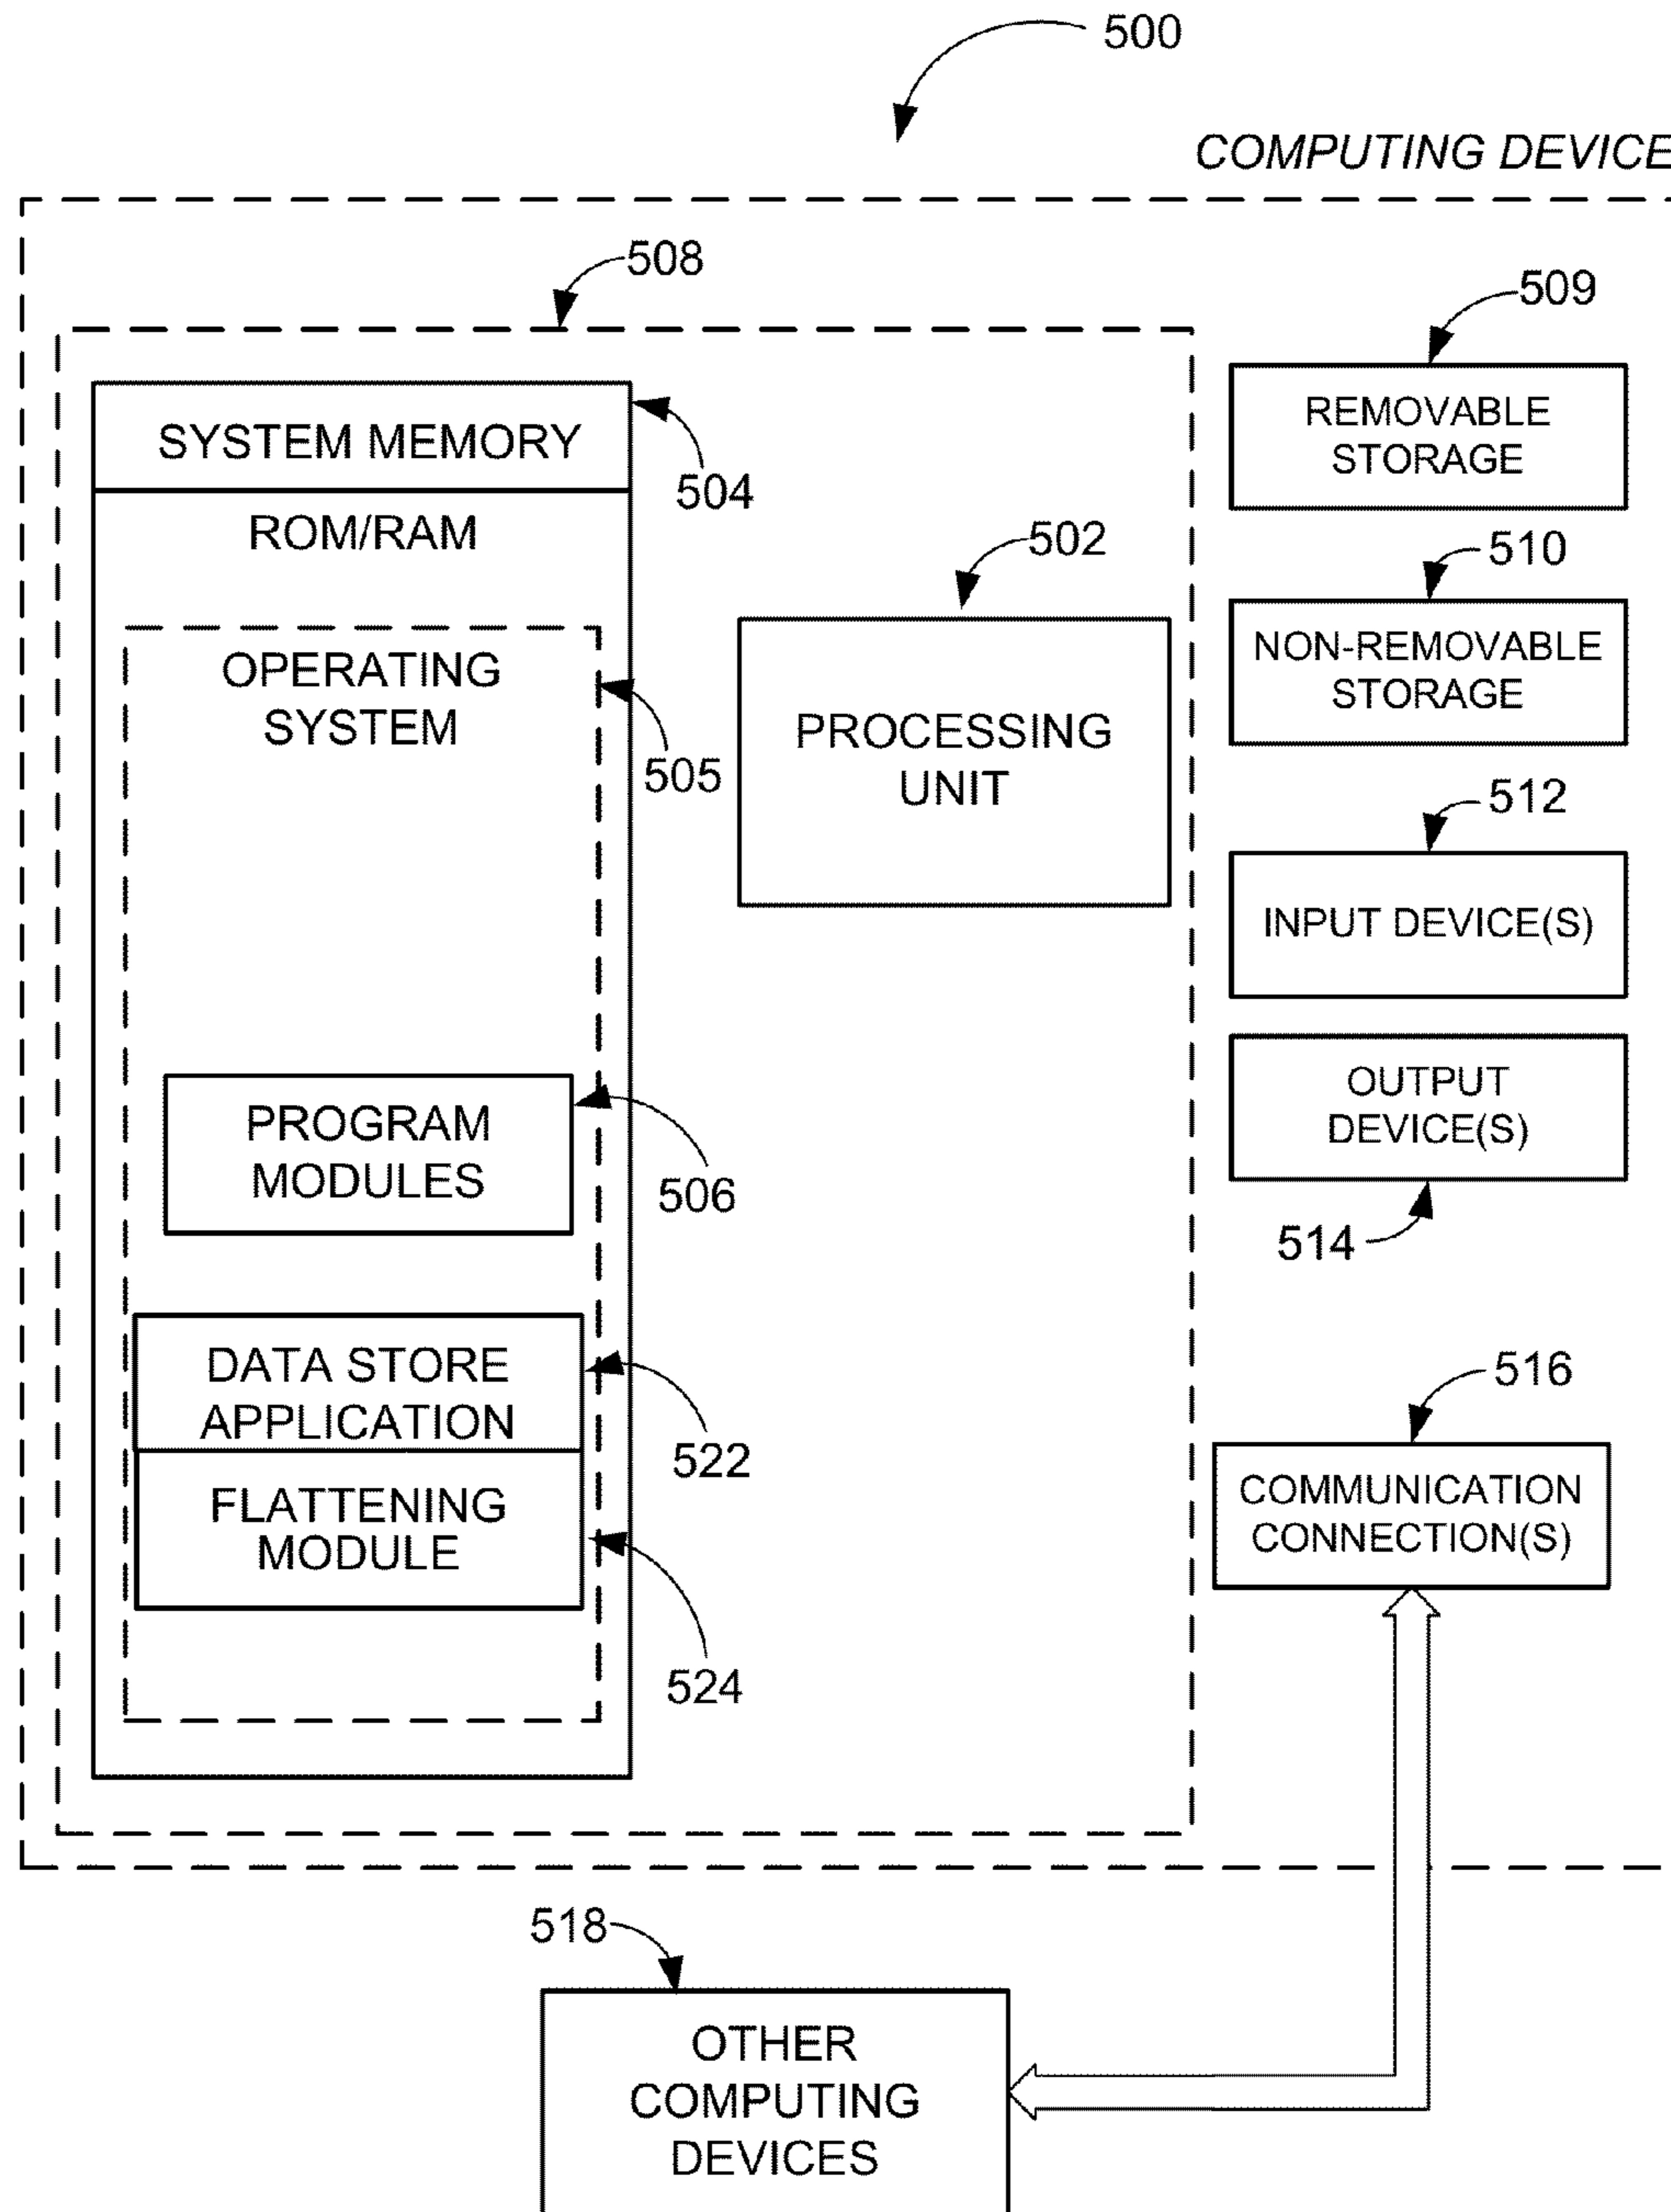 500
COMPUTING DEVICE
508
509
SYSTEM MEMORY
504
ROM/RAM
REMOVABLE
STORAGE
502
510
OPERATING
SYSTEM
505
PROCESSING
UNIT
NON-REMOVABLE
STORAGE
512
INPUT DEVICE(S)
OUTPUT
DEVICE(S)
514
PROGRAM
MODULES
506
DATA STORE
APPLICATION
522
FLATTENING
MODULE
524
516
COMMUNICATION
CONNECTION(S)
518
OTHER
COMPUTING
DEVICES